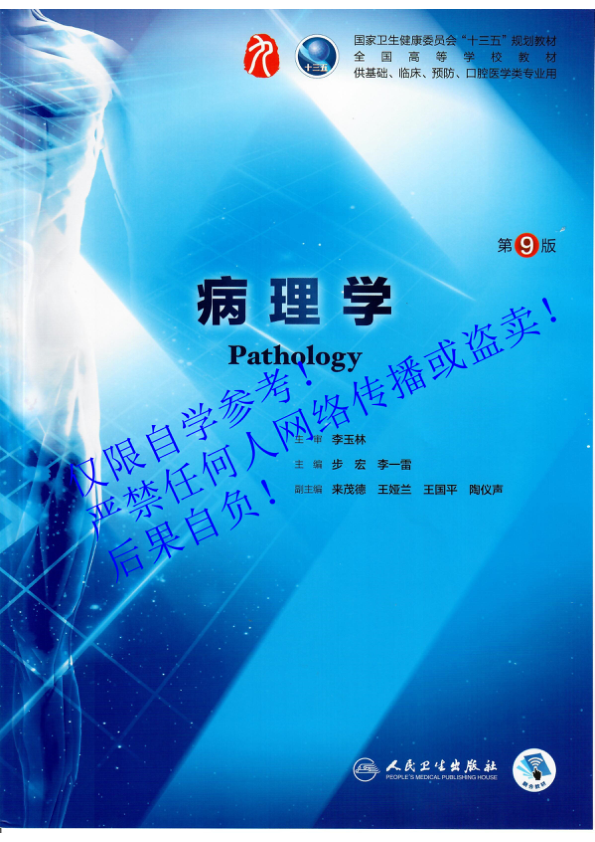 国家卫生健康委员会“十三五”规划教材
全国高等学校教材
供基础、临床、预防、口腔医学类专业用
十三五
第9版
病理学
Pathology
仅限自学参考！
严禁任何人网络传播或盗卖！
后果自负！
主审 李玉林
主编 步宏 李一雷
副主编 来茂德 王娅兰 王国平 陶仪声
人民卫生出版社
PEOPLE'S MEDICAL PUBLISHING HOUSE
融合教材